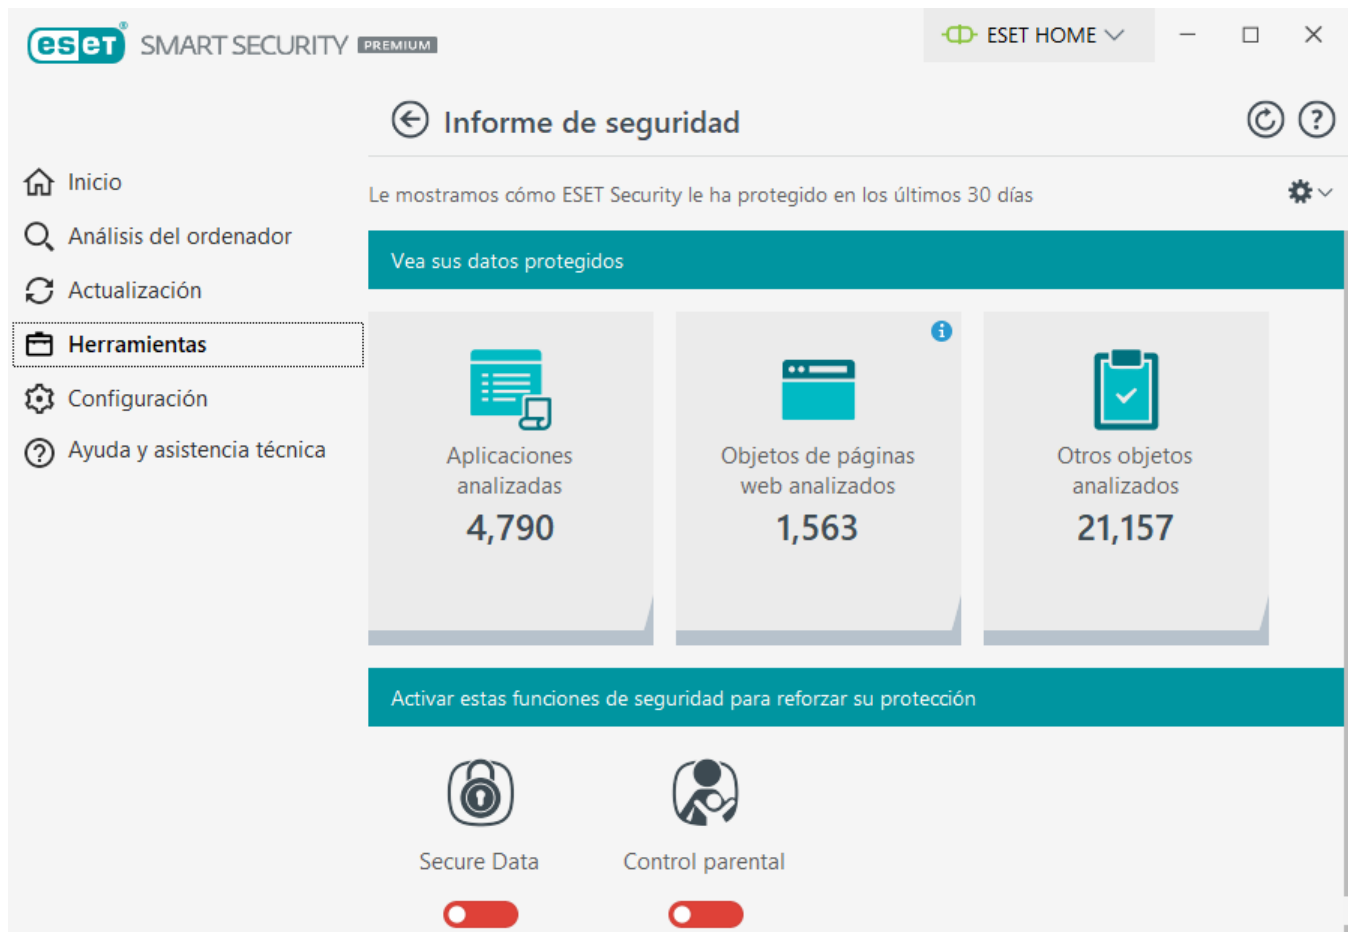 eset® SMART SECURITY PREMIUM
ESET HOME
Informe de seguridad
Inicio
Análisis del ordenador
Actualización
Herramientas
Configuración
Ayuda y asistencia técnica
Le mostramos cómo ESET Security le ha protegido en los últimos 30 días
Vea sus datos protegidos
Aplicaciones
analizadas
4,790
Objetos de páginas
web analizados
1,563
Otros objetos
analizados
21,157
Activar estas funciones de seguridad para reforzar su protección
Secure Data
Control parental